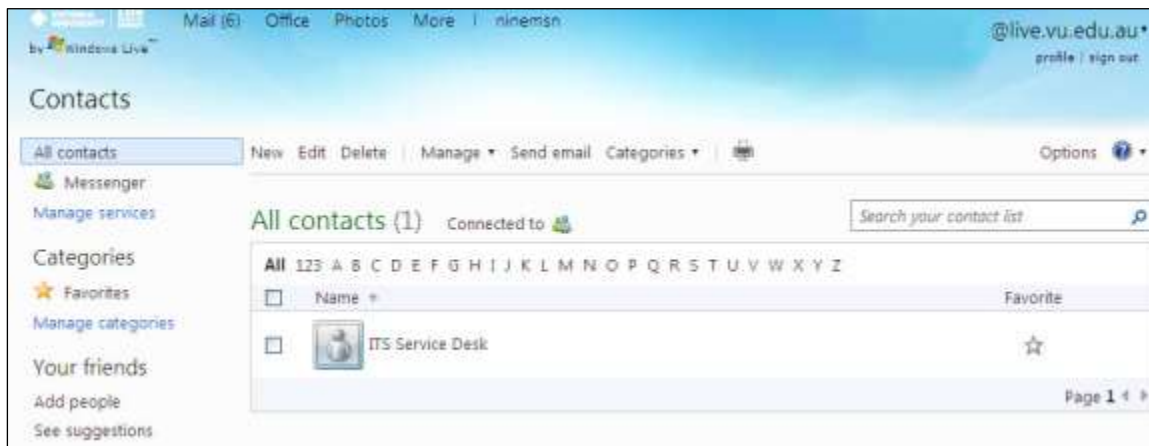 Mail (6) Office Photos More | ninemsn
@live.vu.edu.au
by Windows Live™
profile | sign out
Contacts
All contacts
New Edit Delete | Manage Send email Categories
Options
Messenger
Manage services
All contacts (1) Connected to
Search your contact list
Categories
All 123 A B C D E F G H I J K L M N O P Q R S T U V W X Y Z
Favorites
Name
Favorite
Manage categories
ITS Service Desk
Your friends
Page 1
Add people
See suggestions